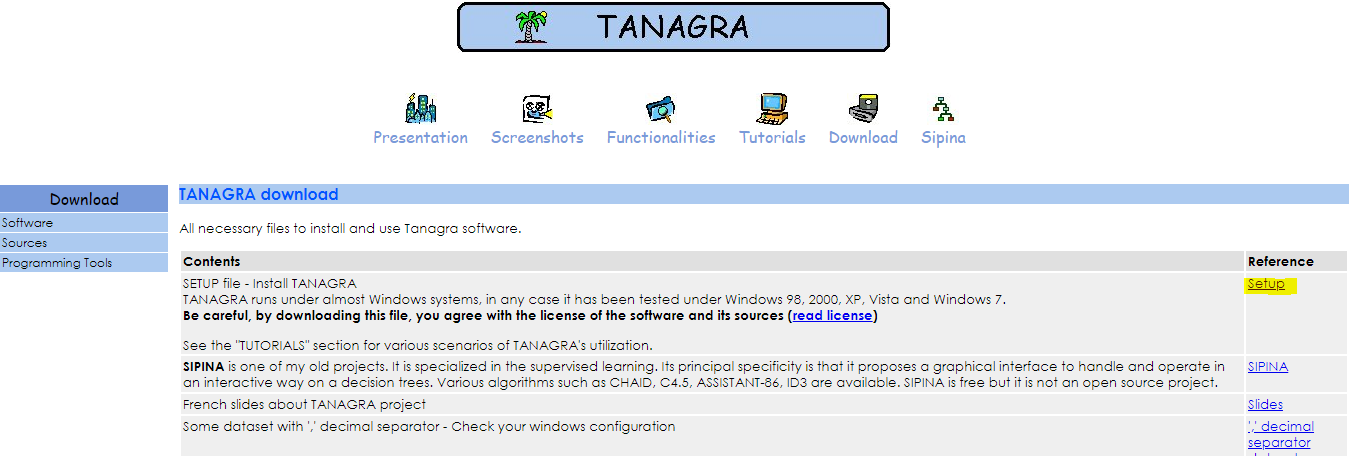 TANAGRA
Presentation Screenshots Functionalities Tutorials Download Sipina
Download
Software
Sources
Programming Tools
TANAGRA download
All necessary files to install and use Tanagra software.
Contents Reference
SETUP file - Install TANAGRA Setup
TANAGRA runs under almost Windows systems, in any case it has been tested under Windows 98, 2000, XP, Vista and Windows 7.
Be careful, by downloading this file, you agree with the license of the software and its sources (read license)
See the "TUTORIALS" section for various scenarios of TANAGRA's utilization.
SIPINA is one of my old projects. It is specialized in the supervised learning. Its principal specificity is that it proposes a graphical interface to handle and operate in
an interactive way on a decision trees. Various algorithms such as CHAID, C4.5, ASSISTANT-86, ID3 are available. SIPINA is free but it is not an open source project.
SIPINA
French slides about TANAGRA project Slides
Some dataset with ',' decimal separator - Check your windows configuration
',' decimal
separator